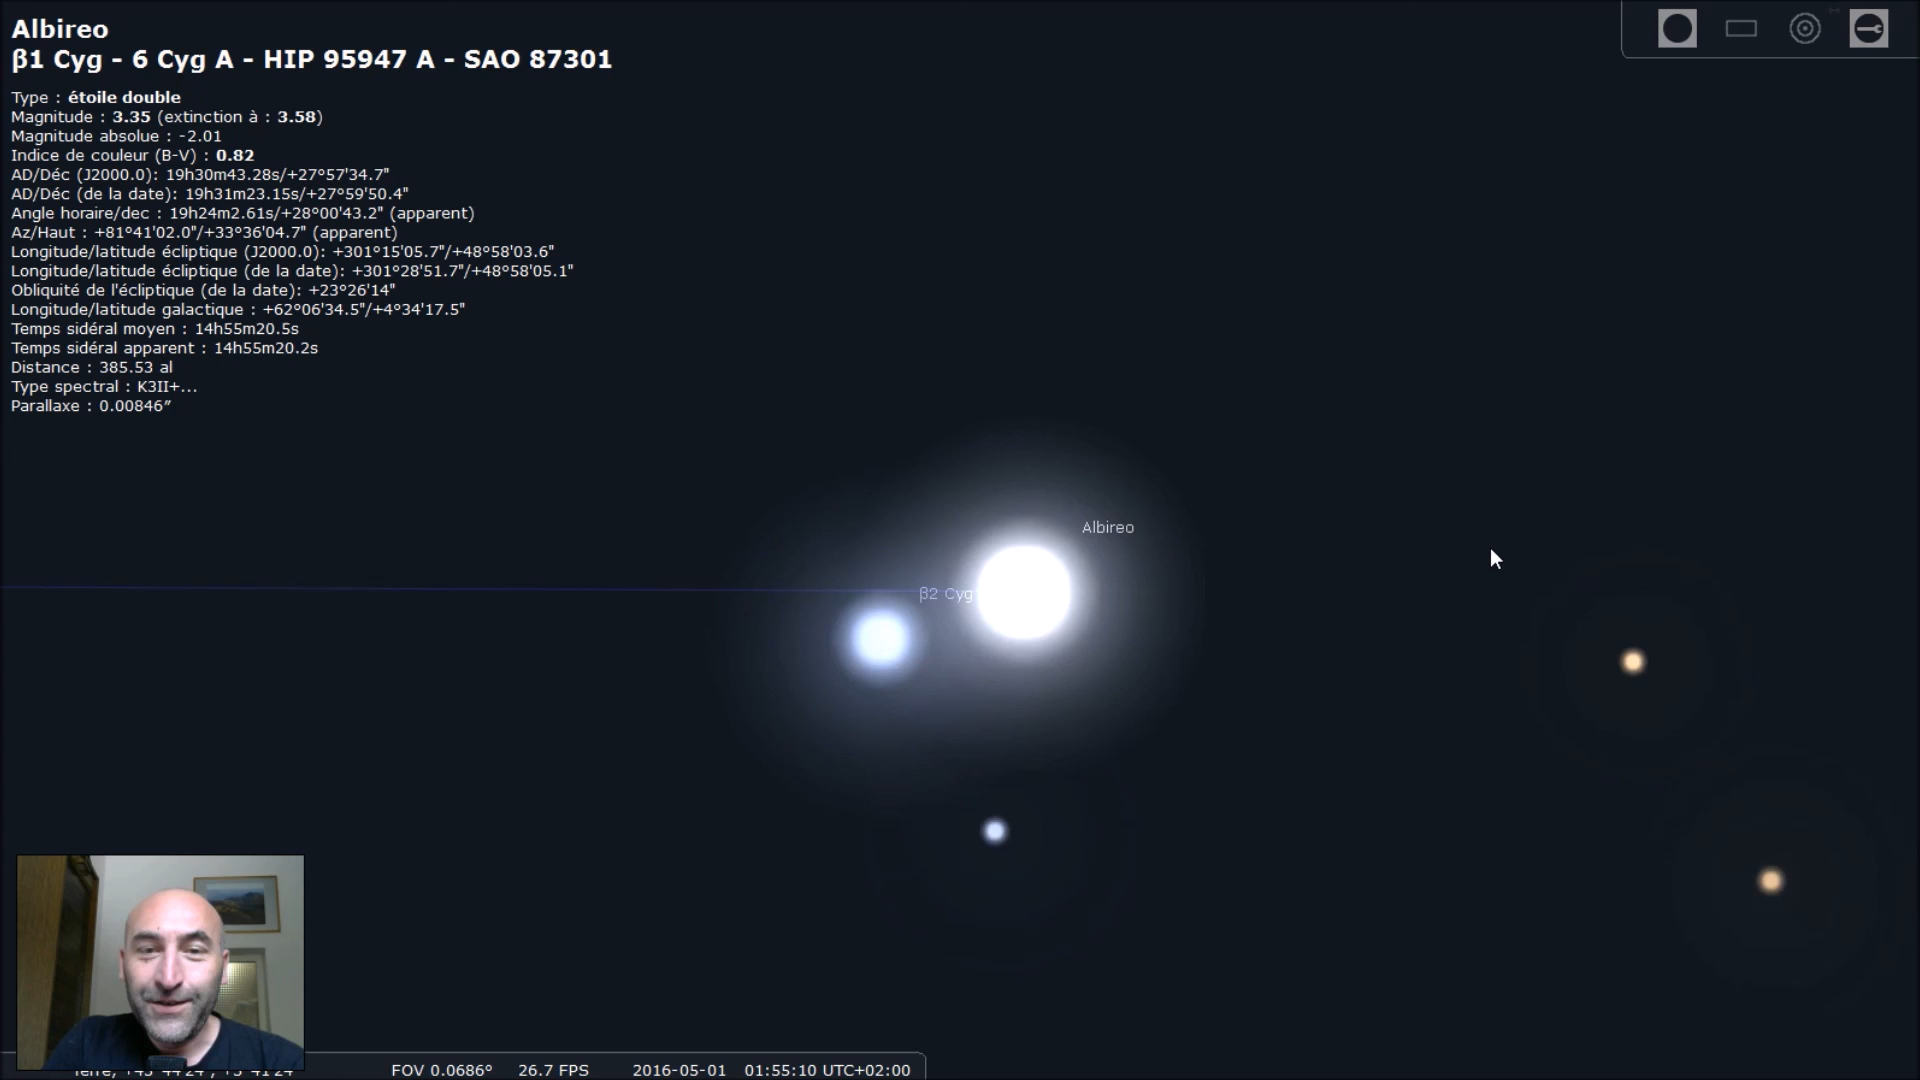 Albireo
β1 Cyg - 6 Cyg A - HIP 95947 A - SAO 87301
Type : étoile double
Magnitude : 3.35 (extinction à : 3.58)
Magnitude absolue : -2.01
Indice de couleur (B-V) : 0.82
AD/Déc (J2000.0): 19h30m43.28s/+27°57'34.7"
AD/Déc (de la date): 19h31m23.15s/+27°59'50.4"
Angle horaire/dec : 19h24m2.61s/+28°00'43.2" (apparent)
Az/Haut : +81°41'02.0"/+33°36'04.7" (apparent)
Longitude/latitude écliptique (J2000.0): +301°15'05.7"/+48°58'03.6"
Longitude/latitude écliptique (de la date): +301°28'51.7"/+48°58'05.1"
Obliquité de l'écliptique (de la date): +23°26'14"
Longitude/latitude galactique : +62°06'34.5"/+4°34'17.5"
Temps sidéral moyen : 14h55m20.5s
Temps sidéral apparent : 14h55m20.2s
Distance : 385.53 al
Type spectral : K3II+...
Parallaxe : 0.00846″
Albireo
β2 Cyg
FOV 0.0686° 26.7 FPS 2016-05-01 01:55:10 UTC+02:00